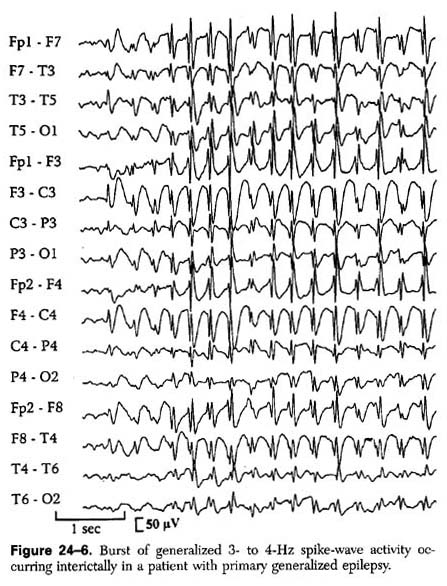 Fp1 - F7
F7 - T3
T3 - T5
T5 - O1
Fp1 - F3
F3 - C3
C3 - P3
P3 - O1
Fp2 - F4
F4 - C4
C4 - P4
P4 - O2
Fp2 - F8
F8 - T4
T4 - T6
T6 - O2
1 sec
50 µV
Figure 24–6. Burst of generalized 3- to 4-Hz spike-wave activity oc-
curring interictally in a patient with primary generalized epilepsy.